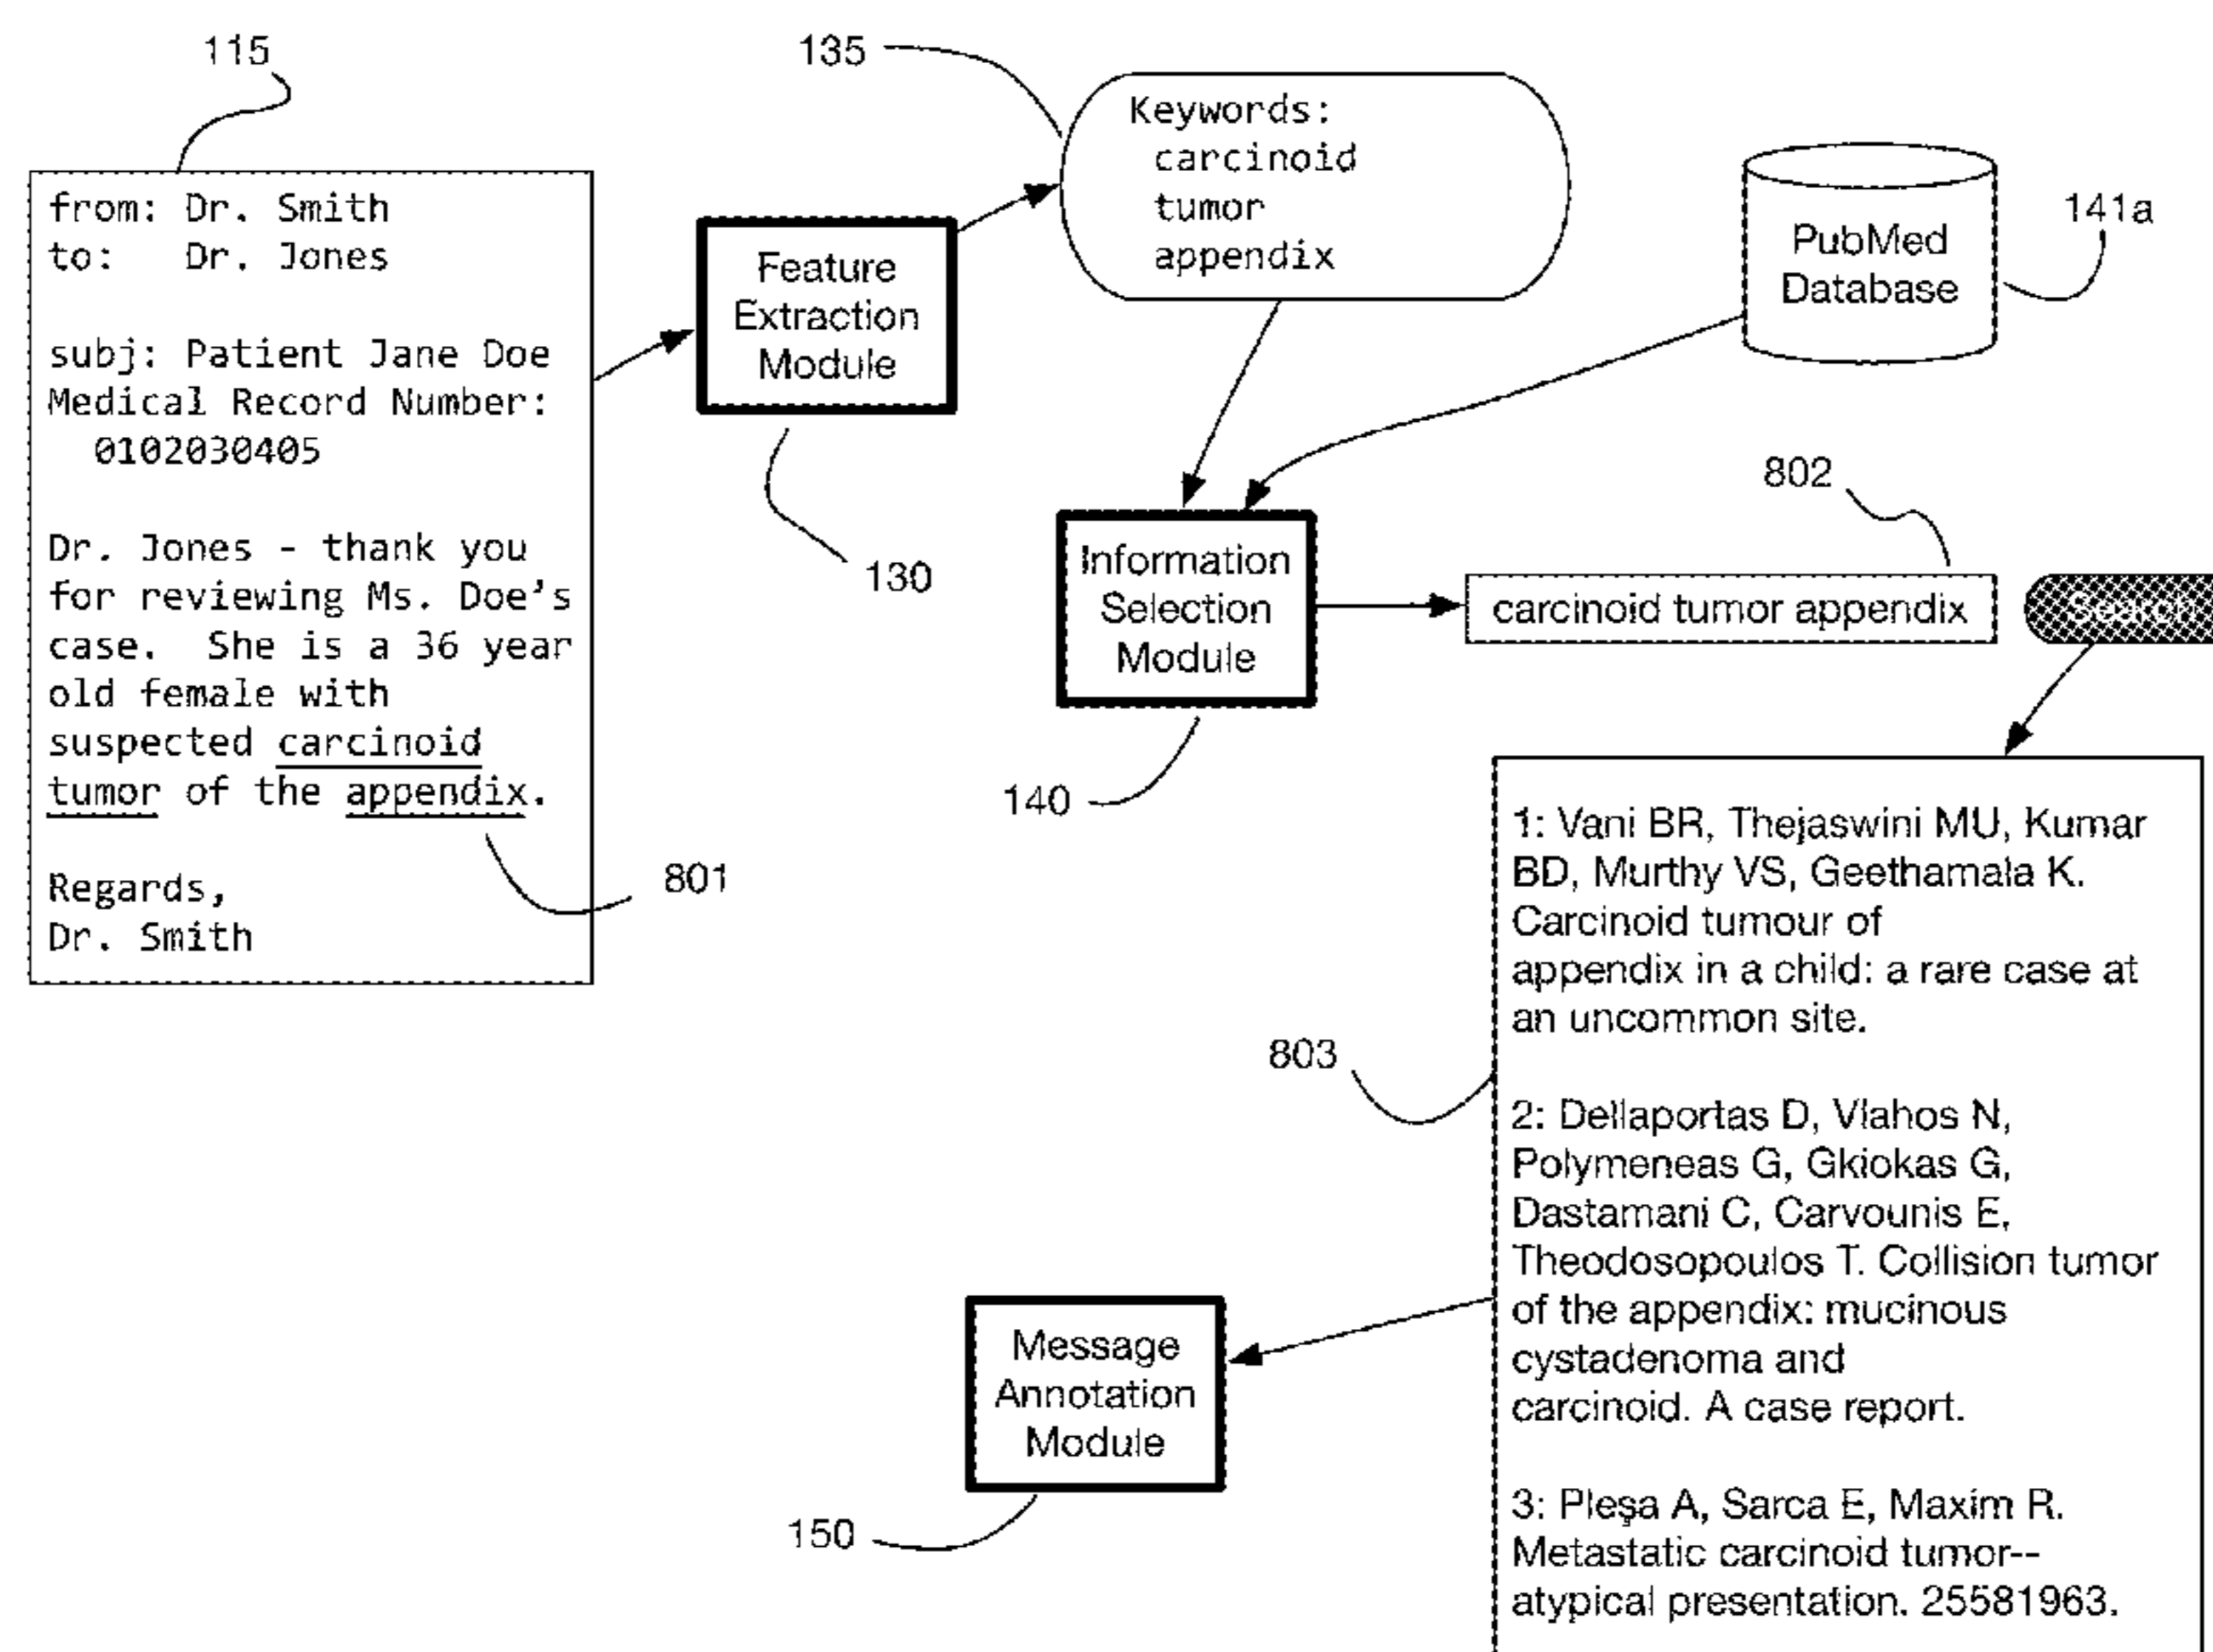 115
from: Dr. Smith
to: Dr. Jones
subj: Patient Jane Doe
Medical Record Number:
0102030405
Dr. Jones - thank you
for reviewing Ms. Doe's
case. She is a 36 year
old female with
suspected carcinoid
tumor of the appendix.
Regards,
Dr. Smith
801
Feature
Extraction
Module
130
135
Keywords:
carcinoid
tumor
appendix
PubMed
Database
141a
Information
Selection
Module
140
802
carcinoid tumor appendix
Search
803
1: Vani BR, Thejaswini MU, Kumar
BD, Murthy VS, Geethamala K.
Carcinoid tumour of
appendix in a child: a rare case at
an uncommon site.
2: Dellaportas D, Vlahos N,
Polymeneas G, Gkiokas G,
Dastamani C, Carvounis E,
Theodosopoulos T. Collision tumor
of the appendix: mucinous
cystadenoma and
carcinoid. A case report.
3: Pleşa A, Sarca E, Maxim R.
Metastatic carcinoid tumor--
atypical presentation. 25581963.
Message
Annotation
Module
150